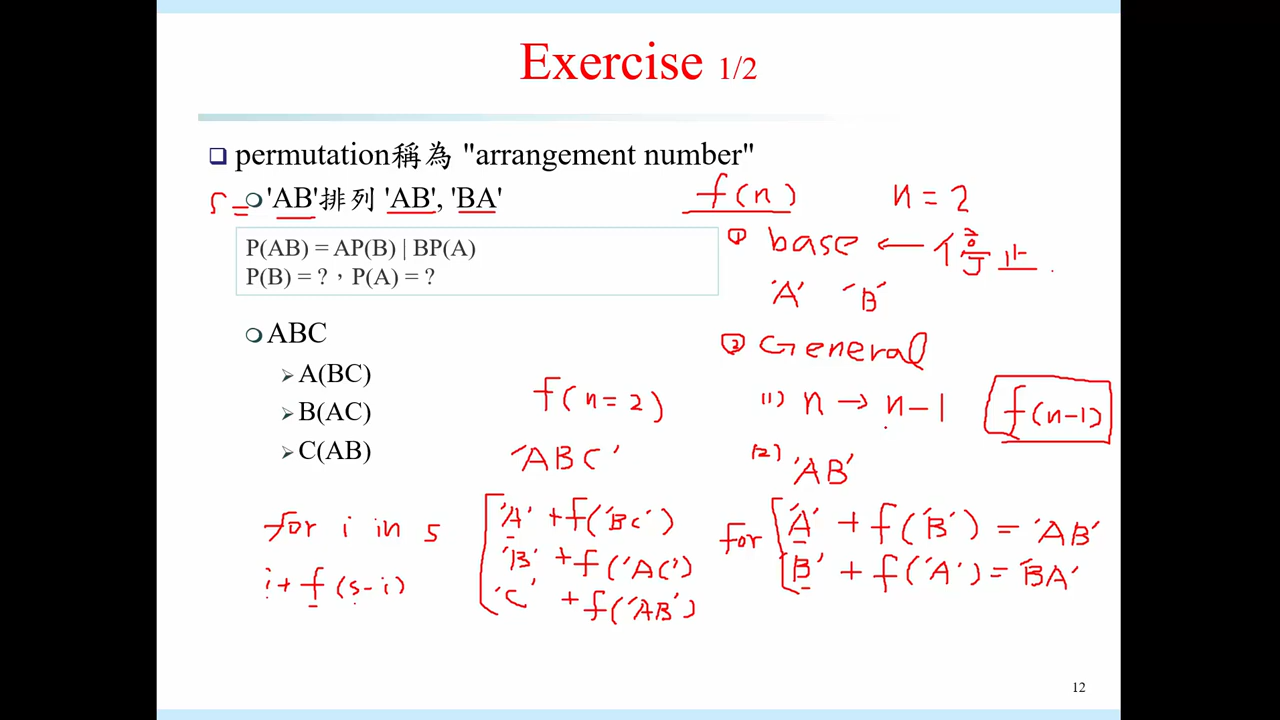 Exercise 1/2
permutation稱為 "arrangement number"
s = 'AB'排列 'AB', 'BA'
P(AB) = AP(B) | BP(A)
P(B) = ?，P(A) = ?
ABC
A(BC)
B(AC)
C(AB)
f(n) n = 2
① base ← 停止
'A' 'B'
② General
(1) n → n-1 f(n-1)
(2) 'AB'
for 'A' + f('B') = 'AB'
'B' + f('A') = 'BA'
f(n=2)
'ABC'
'A' + f('BC')
'B' + f('AC')
'C' + f('AB')
for i in s
i + f(s-i)
12